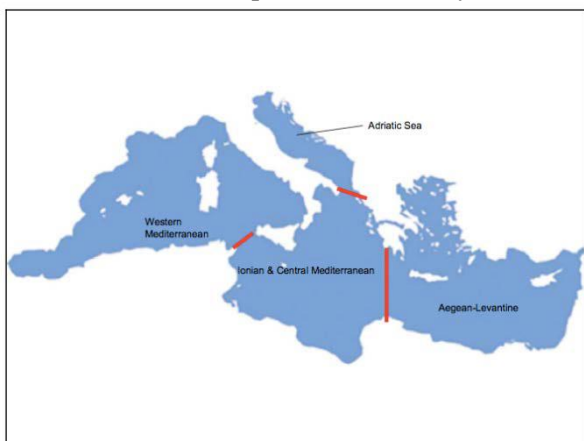 Adriatic Sea
Western
Mediterranean
Ionian & Central Mediterranean
Aegean-Levantine